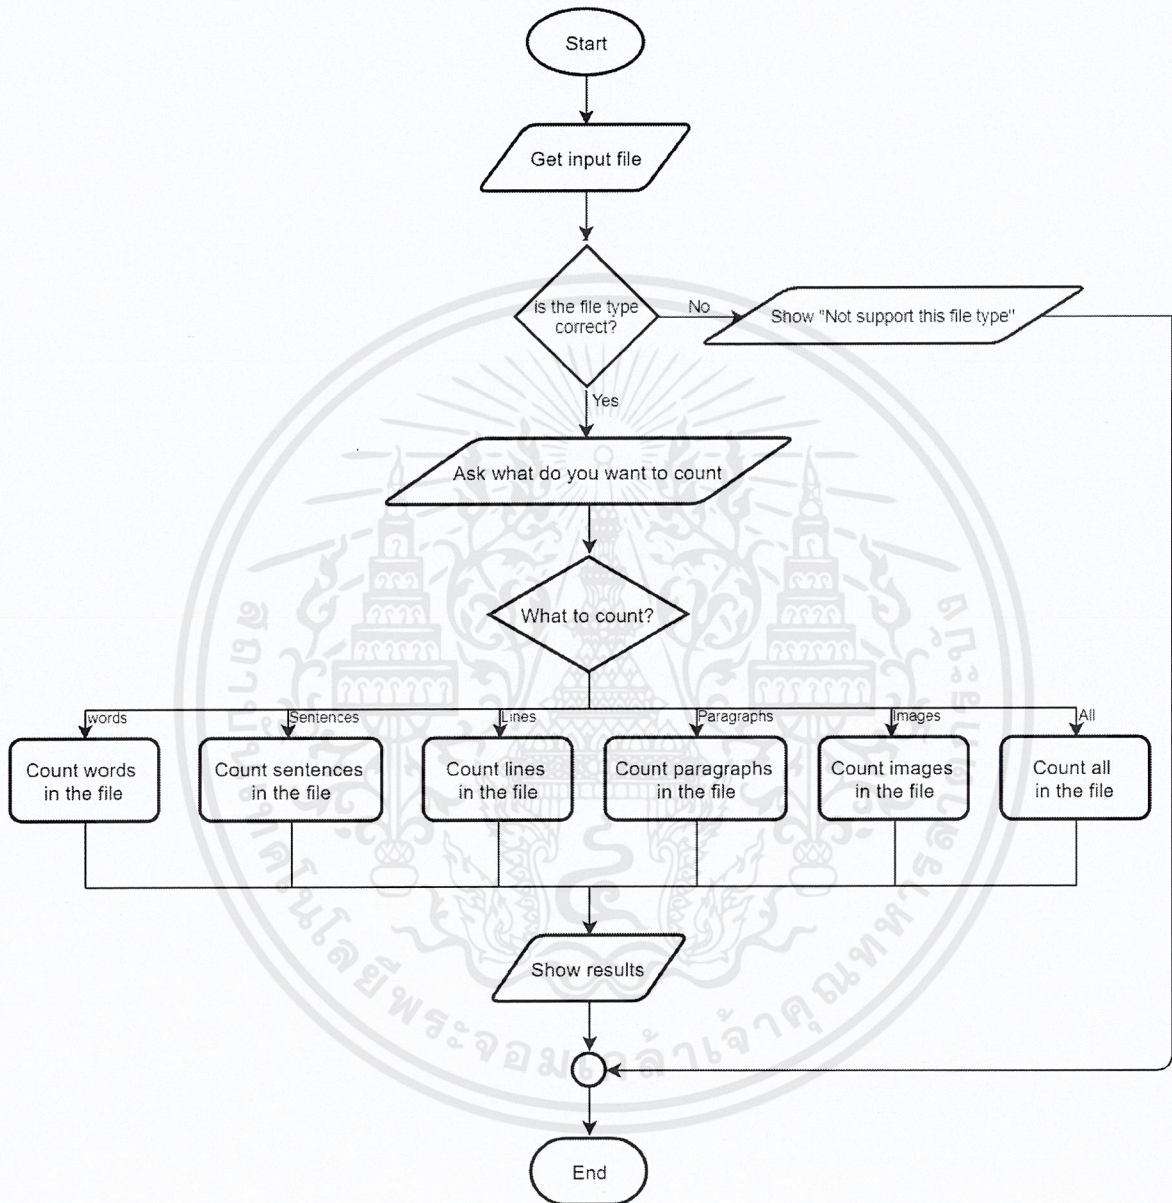 Start
Get input file
is the file type
correct?
No
Show "Not support this file type"
Yes
Ask what do you want to count
What to count?
words
Sentences
Lines
Paragraphs
Images
All
Count words
in the file
Count sentences
in the file
Count lines
in the file
Count paragraphs
in the file
Count images
in the file
Count all
in the file
Show results
End